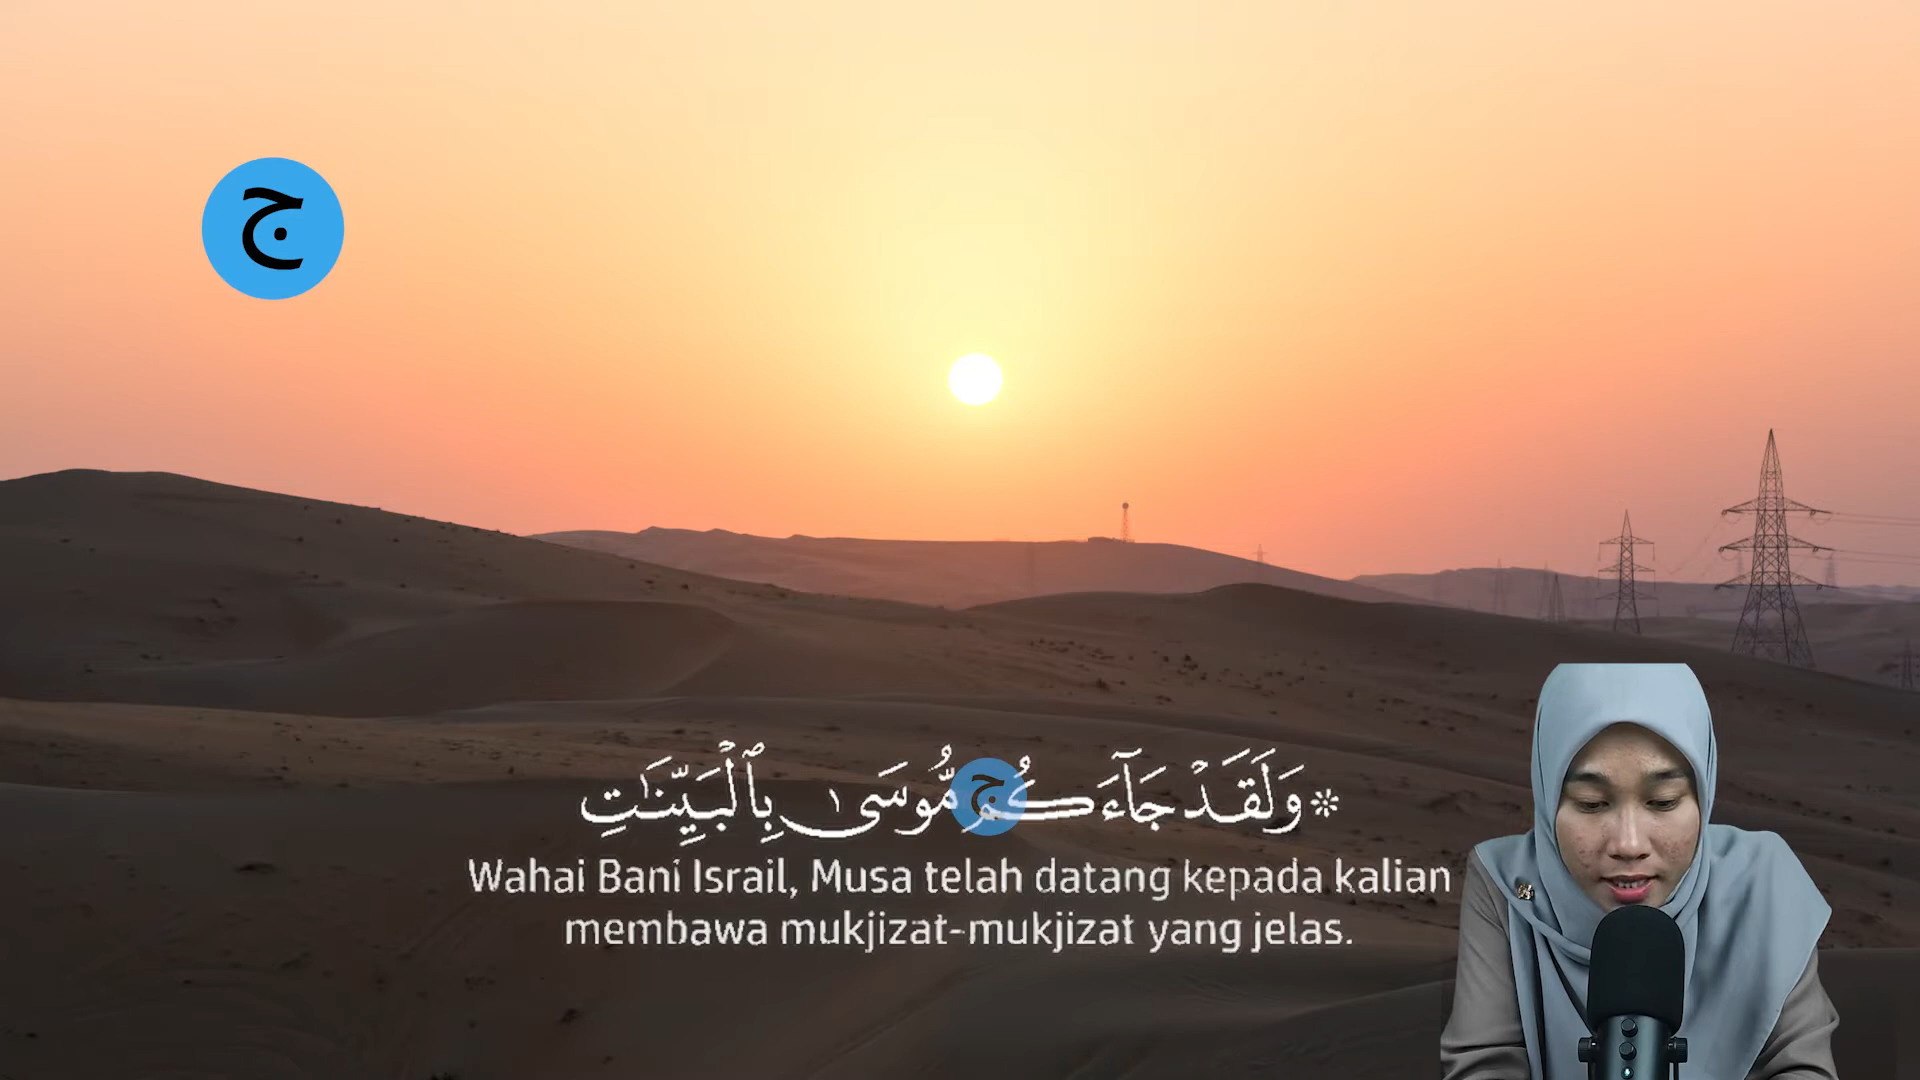 ج
۞ وَلَقَدْ جَآءَكُم مُّوسَىٰ بِٱلْبَيِّنَٰتِ
ج
Wahai Bani Israil, Musa telah datang kepada kalian
membawa mukjizat-mukjizat yang jelas.